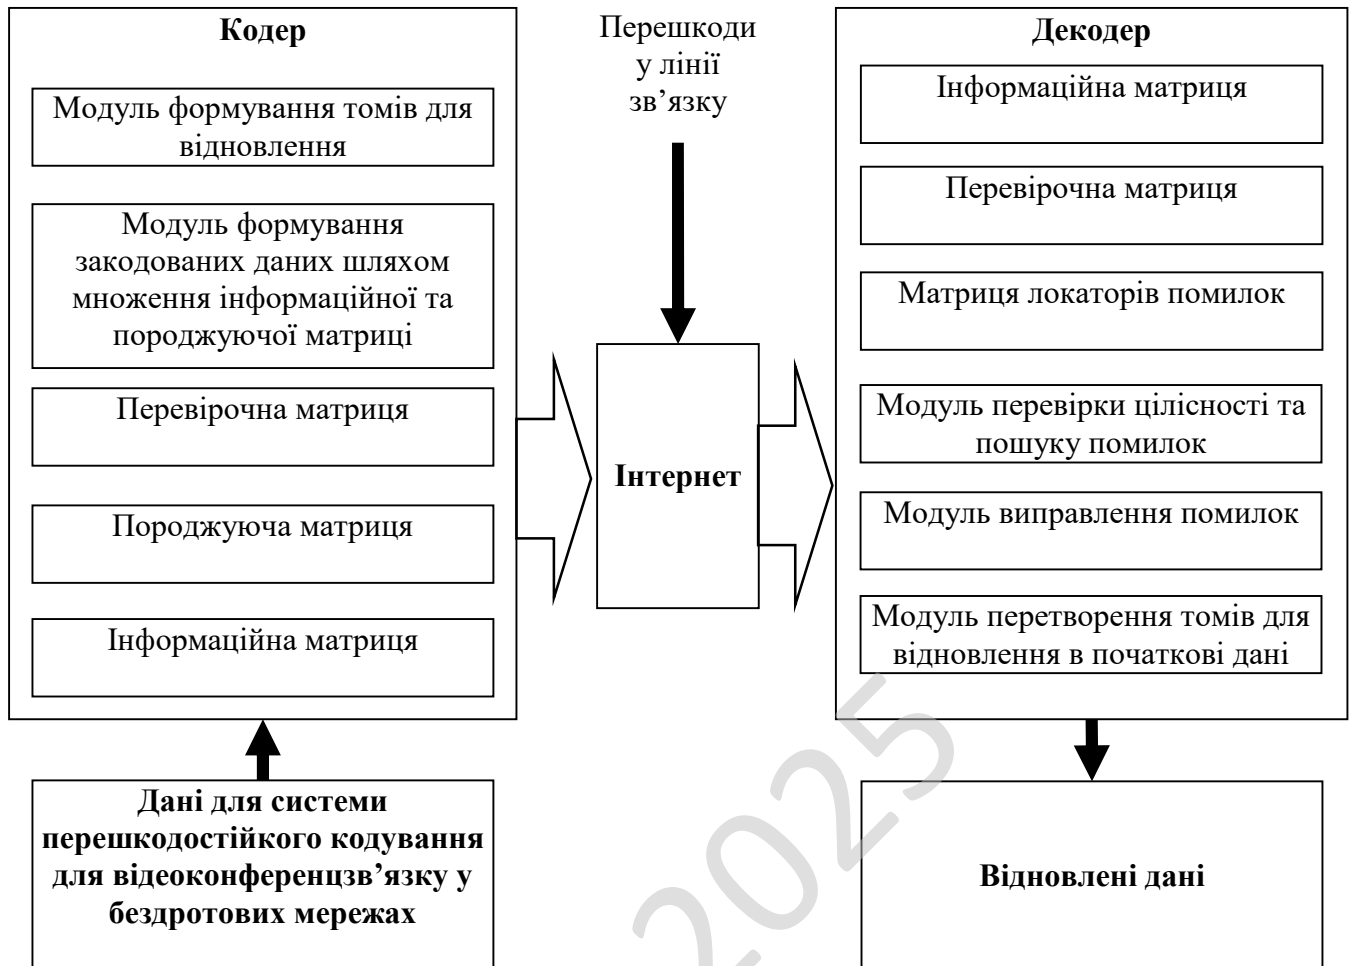 Кодер
Модуль формування томів для
відновлення
Модуль формування
закодованих даних шляхом
множення інформаційної та
породжуючої матриці
Перевірочна матриця
Породжуюча матриця
Інформаційна матриця
Дані для системи
перешкодостійкого кодування
для відеоконференцзв’язку у
бездротових мережах
Перешкоди
у лінії
зв’язку
Інтернет
Декодер
Інформаційна матриця
Перевірочна матриця
Матриця локаторів помилок
Модуль перевірки цілісності та
пошуку помилок
Модуль виправлення помилок
Модуль перетворення томів для
відновлення в початкові дані
Відновлені дані
2025